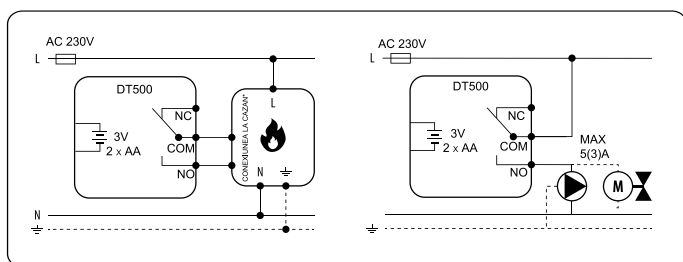 AC 230V
L
DT500
NC
3V
2 x AA
COM
NO
CONEXIUNEA LA CAZAN*
L
N
N
AC 230V
L
DT500
NC
3V
2 x AA
COM
NO
MAX
5(3)A
M